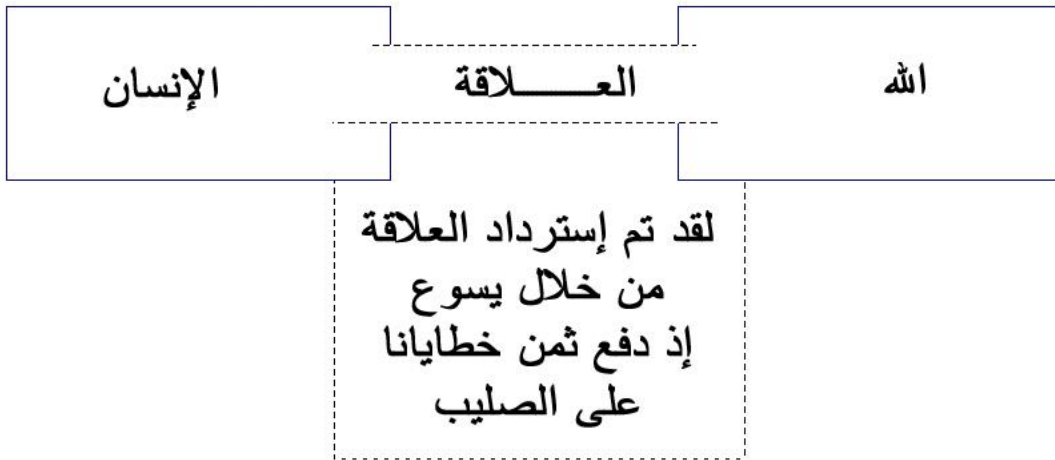 الله
العـــــــلاقة
الإنسان
لقد تم إسترداد العلاقة
من خلال يسوع
إذ دفع ثمن خطايانا
على الصليب